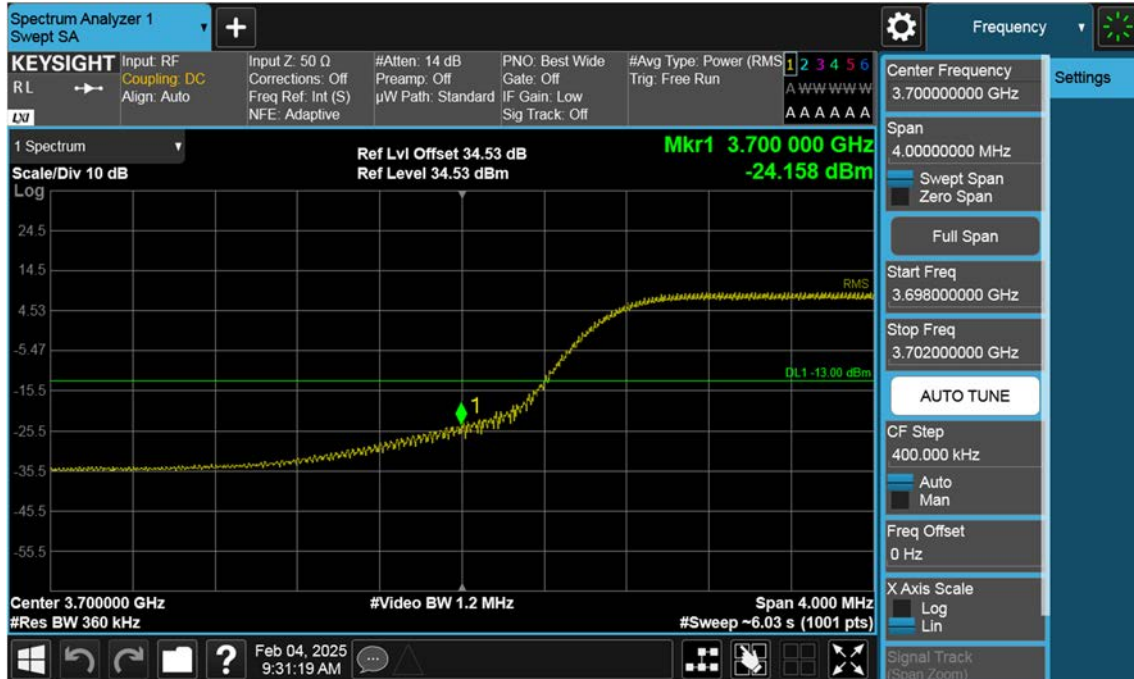 Spectrum Analyzer 1
Swept SA
Frequency
KEYSIGHT
RL
LXI
Input: RF
Coupling: DC
Align: Auto
Input Z: 50 Ω
Corrections: Off
Freq Ref: Int (S)
NFE: Adaptive
#Atten: 14 dB
Preamp: Off
µW Path: Standard
PNO: Best Wide
Gate: Off
IF Gain: Low
Sig Track: Off
#Avg Type: Power (RMS
Trig: Free Run
1 2 3 4 5 6
A W W W W W
A A A A A A
1 Spectrum
Scale/Div 10 dB
Ref Lvl Offset 34.53 dB
Ref Level 34.53 dBm
Mkr1 3.700 000 GHz
-24.158 dBm
Log
24.5
14.5
4.53
-5.47
-15.5
-25.5
-35.5
-45.5
-55.5
RMS
DL1 -13.00 dBm
1
Center 3.700000 GHz
#Res BW 360 kHz
#Video BW 1.2 MHz
Span 4.000 MHz
#Sweep ~6.03 s (1001 pts)
Center Frequency
3.700000000 GHz
Settings
Span
4.00000000 MHz
Swept Span
Zero Span
Full Span
Start Freq
3.698000000 GHz
Stop Freq
3.702000000 GHz
AUTO TUNE
CF Step
400.000 kHz
Auto
Man
Freq Offset
0 Hz
X Axis Scale
Log
Lin
Signal Track
(Span Zoom)
?
Feb 04, 2025
9:31:19 AM